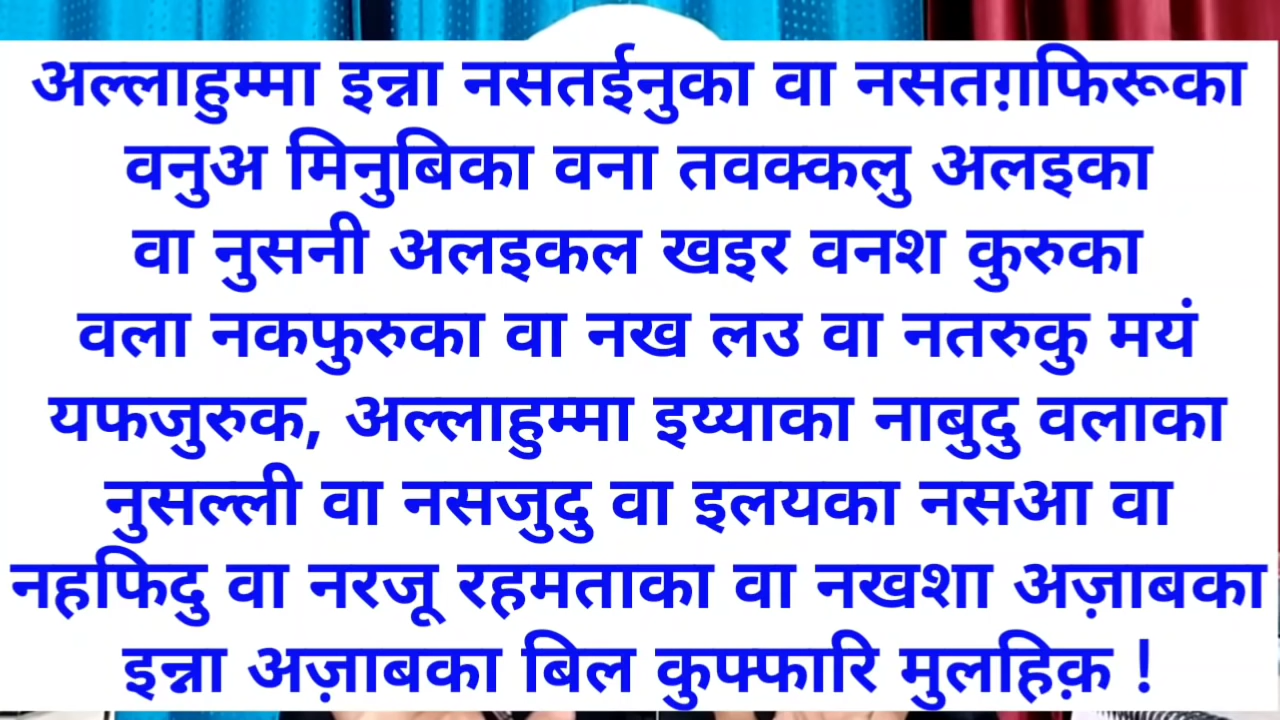 अल्लाहुम्मा इन्ना नसतईनुका वा नसतग़फिरूका
वनुअ मिनुबिका वना तवक्कलु अलइका
वा नुसनी अलइकल खइर वनश कुरुका
वला नकफुरुका वा नख लउ वा नतरुकु मयं
यफजुरुक, अल्लाहुम्मा इय्याका नाबुदु वलाका
नुसल्ली वा नसजुदु वा इलयका नसआ वा
नहफिदु वा नरजू रहमताका वा नखशा अज़ाबका
इन्ना अज़ाबका बिल कुफ्फारि मुलहिक़ !